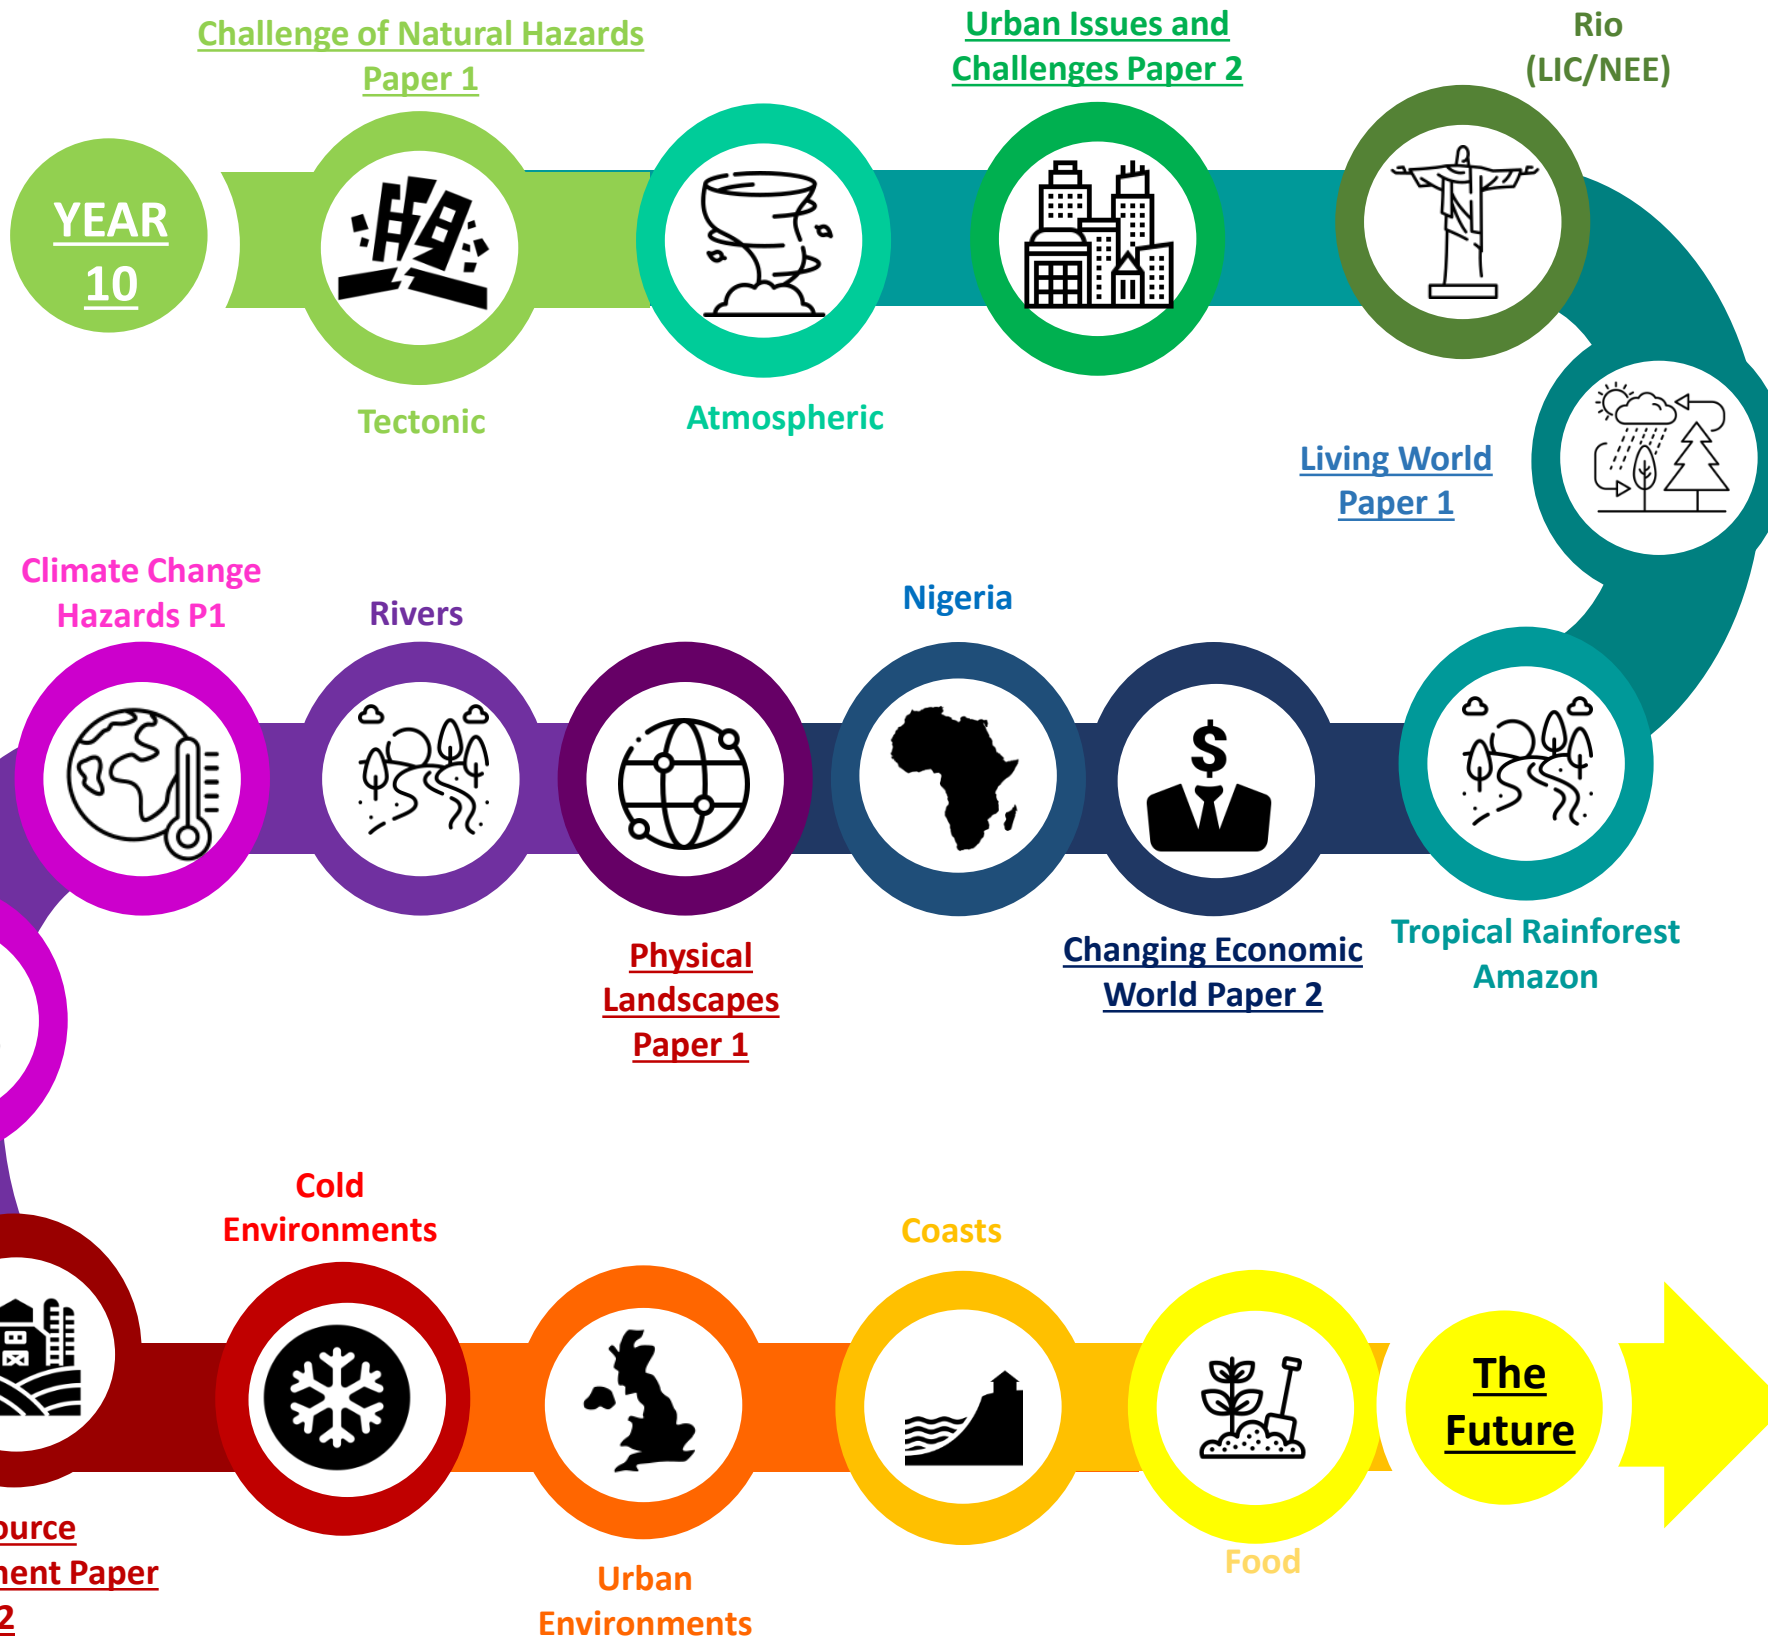 Challenge of Natural Hazards
Paper 1
Urban Issues and
Challenges Paper 2
Rio
(LIC/NEE)
YEAR
10
Tectonic
Atmospheric
Living World
Paper 1
Climate Change
Hazards P1
Rivers
Nigeria
$
Physical
Landscapes
Paper 1
Changing Economic
World Paper 2
Tropical Rainforest
Amazon
Cold
Environments
Coasts
The
Future
ource
ent Paper
2
Urban
Environments
Food